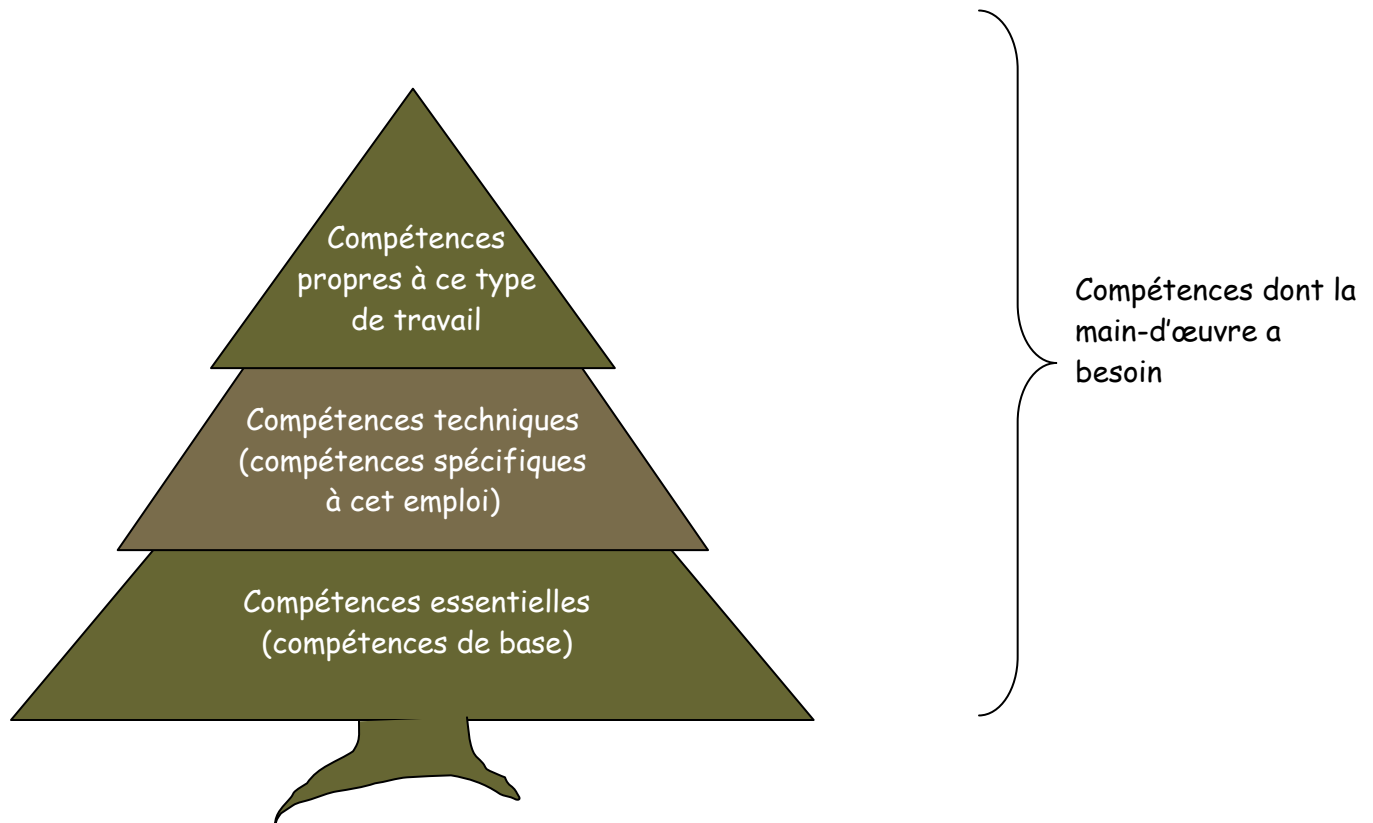 Compétences
propres à ce type
de travail
Compétences techniques
(compétences spécifiques
à cet emploi)
Compétences essentielles
(compétences de base)
Compétences dont la
main-d’œuvre a
besoin